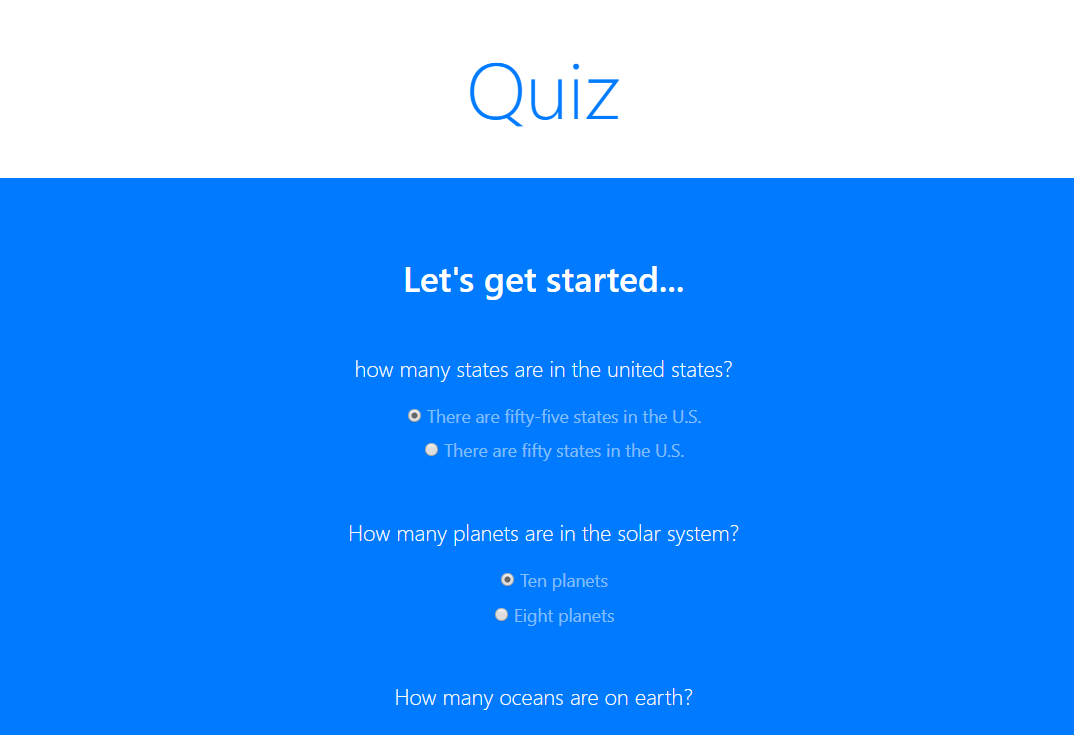 Quiz
Let's get started...
how many states are in the united states?
There are fifty-five states in the U.S.
There are fifty states in the U.S.
How many planets are in the solar system?
Ten planets
Eight planets
How many oceans are on earth?